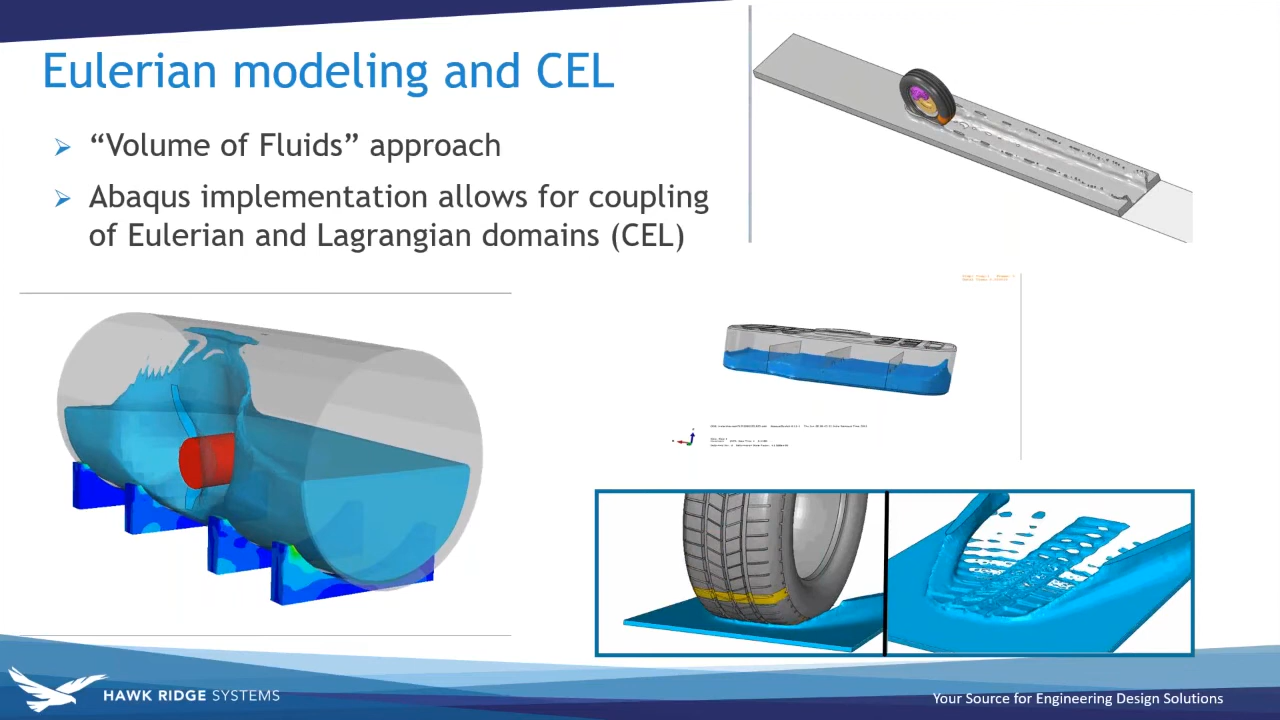 Eulerian modeling and CEL
“Volume of Fluids” approach
Abaqus implementation allows for coupling
of Eulerian and Lagrangian domains (CEL)
HAWK RIDGE SYSTEMS
Your Source for Engineering Design Solutions